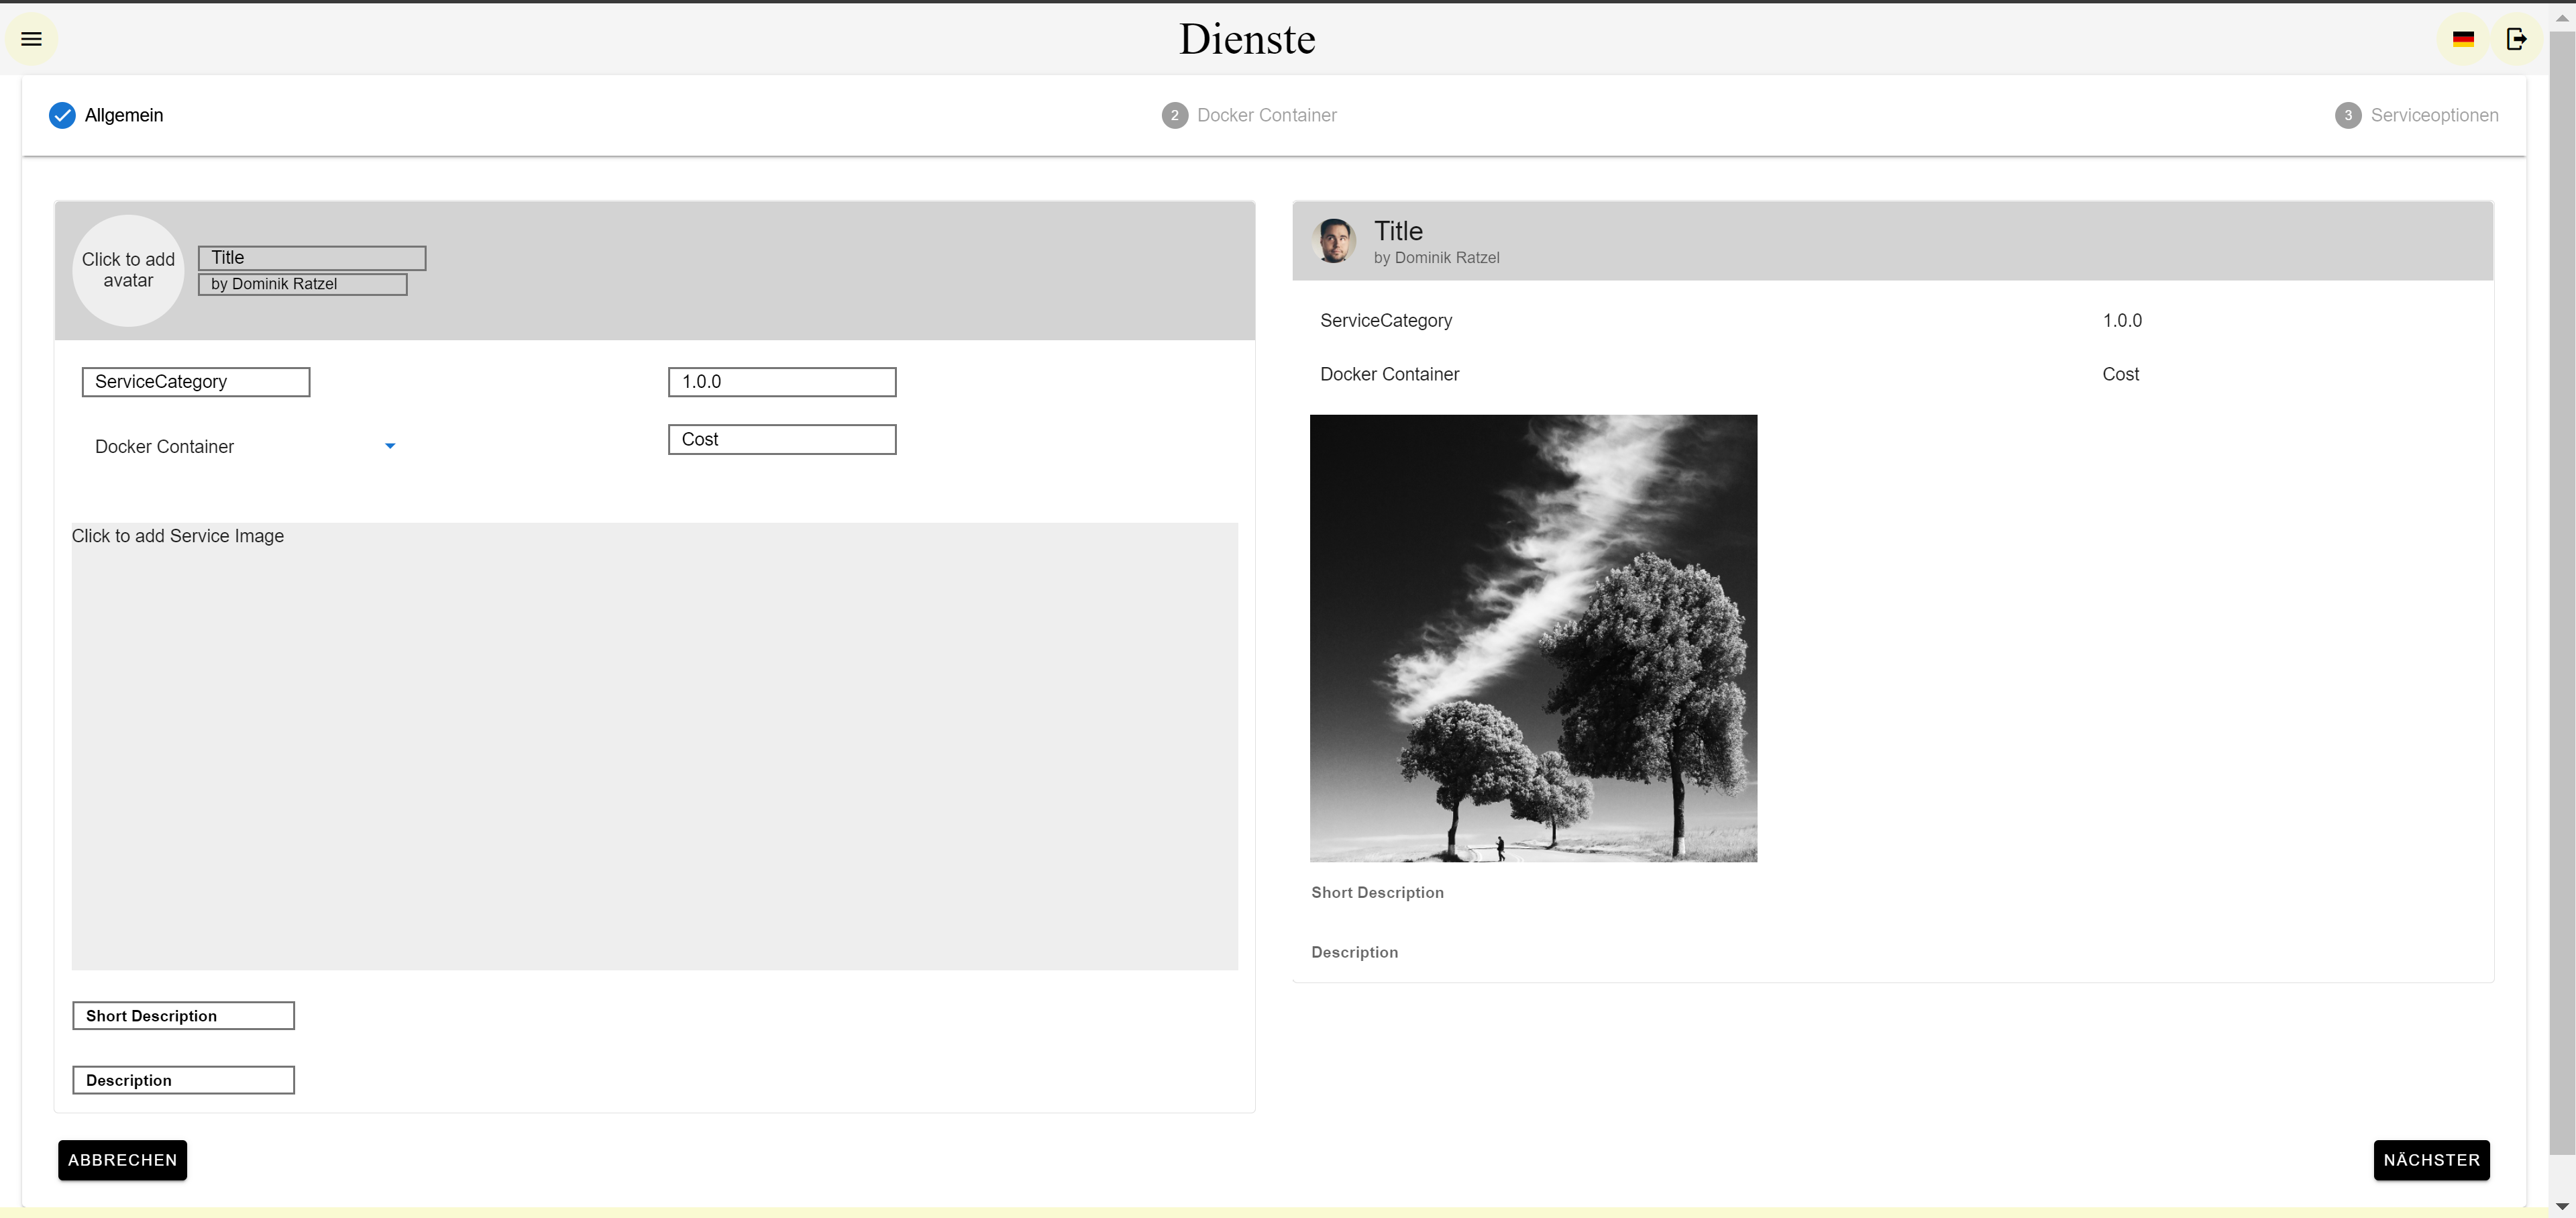 Dienste
Allgemein
2 Docker Container
3 Serviceoptionen
Click to add
avatar
Title
by Dominik Ratzel
ServiceCategory
1.0.0
Docker Container
Cost
Click to add Service Image
Short Description
Description
Title
by Dominik Ratzel
ServiceCategory
1.0.0
Docker Container
Cost
Short Description
Description
ABBRECHEN
NÄCHSTER